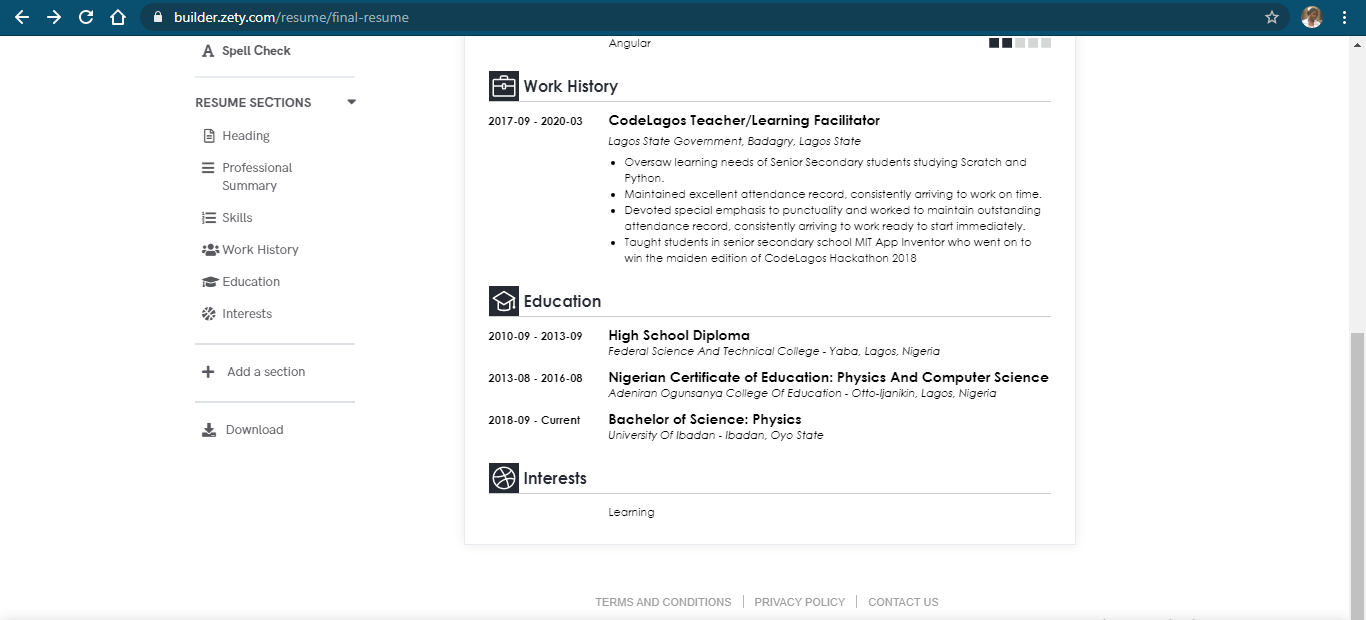 builder.zety.com/resume/final-resume
Spell Check
RESUME SECTIONS
Heading
Professional
Summary
Skills
Work History
Education
Interests
Add a section
Download
Angular
Work History
2017-09 - 2020-03 CodeLagos Teacher/Learning Facilitator
Lagos State Government, Badagry, Lagos State
• Oversaw learning needs of Senior Secondary students studying Scratch and
Python.
• Maintained excellent attendance record, consistently arriving to work on time.
• Devoted special emphasis to punctuality and worked to maintain outstanding
attendance record, consistently arriving to work ready to start immediately.
• Taught students in senior secondary school MIT App Inventor who went on to
win the maiden edition of CodeLagos Hackathon 2018
Education
2010-09 - 2013-09 High School Diploma
Federal Science And Technical College - Yaba, Lagos, Nigeria
2013-08 - 2016-08 Nigerian Certificate of Education: Physics And Computer Science
Adeniran Ogunsanya College Of Education - Otto-Ijanikin, Lagos, Nigeria
2018-09 - Current Bachelor of Science: Physics
University Of Ibadan - Ibadan, Oyo State
Interests
Learning
TERMS AND CONDITIONS | PRIVACY POLICY | CONTACT US